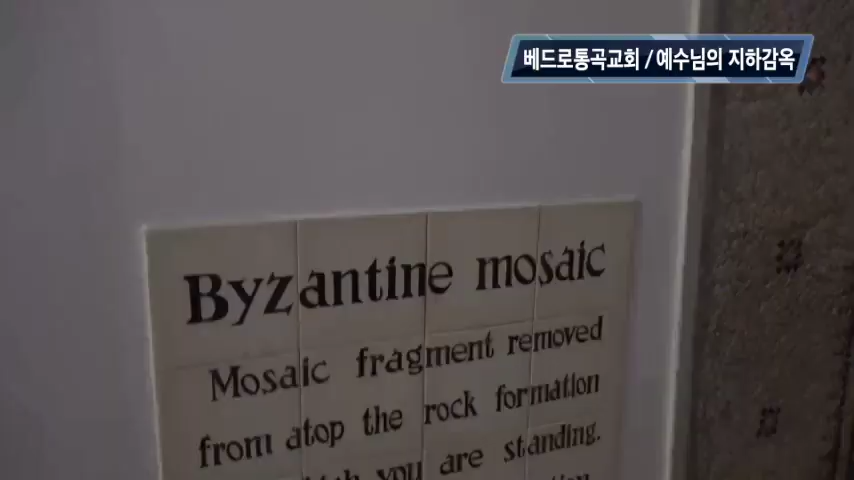 베드로통곡교회 / 예수님의 지하감옥
Byzantine mosaic
Mosaic fragment removed
from atop the rock formation
you are standing.